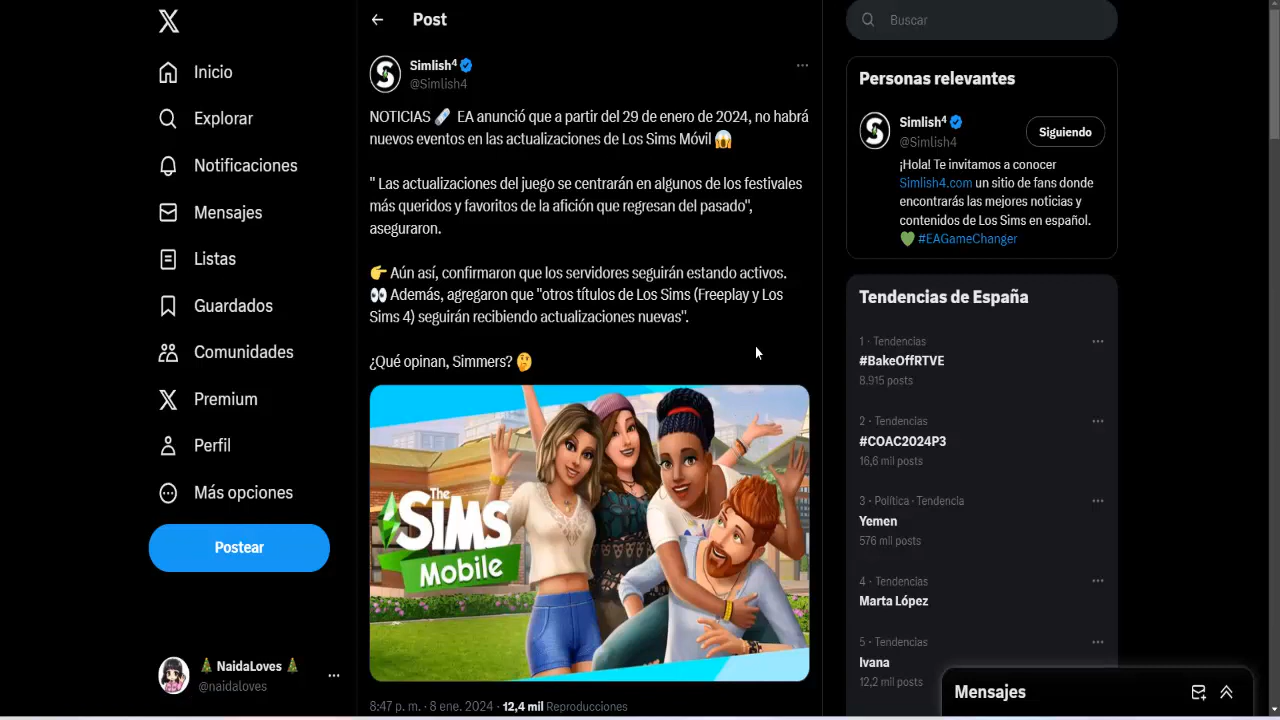 Inicio
Explorar
Notificaciones
Mensajes
Listas
Guardados
Comunidades
Premium
Perfil
Más opciones
Postear
NaidaLoves
@naidaloves
Post
Simlish⁴
@Simlish4
NOTICIAS 🗞️ EA anunció que a partir del 29 de enero de 2024, no habrá
nuevos eventos en las actualizaciones de Los Sims Móvil 😱
" Las actualizaciones del juego se centrarán en algunos de los festivales
más queridos y favoritos de la afición que regresan del pasado",
aseguraron.
👉 Aún así, confirmaron que los servidores seguirán estando activos.
👀 Además, agregaron que "otros títulos de Los Sims (Freeplay y Los
Sims 4) seguirán recibiendo actualizaciones nuevas".
¿Qué opinan, Simmers? 🤔
The
SIMS
Mobile
8:47 p. m. · 8 ene. 2024 · 12,4 mil Reproducciones
Buscar
Personas relevantes
Simlish⁴
@Simlish4
Siguiendo
¡Hola! Te invitamos a conocer
Simlish4.com un sitio de fans donde
encontrarás las mejores noticias y
contenidos de Los Sims en español.
💚 #EAGameChanger
Tendencias de España
1 · Tendencias
#BakeOffRTVE
8.915 posts
2 · Tendencias
#COAC2024P3
16,6 mil posts
3 · Política · Tendencia
Yemen
576 mil posts
4 · Tendencias
Marta López
5 · Tendencias
Ivana
12,2 mil posts
Mensajes